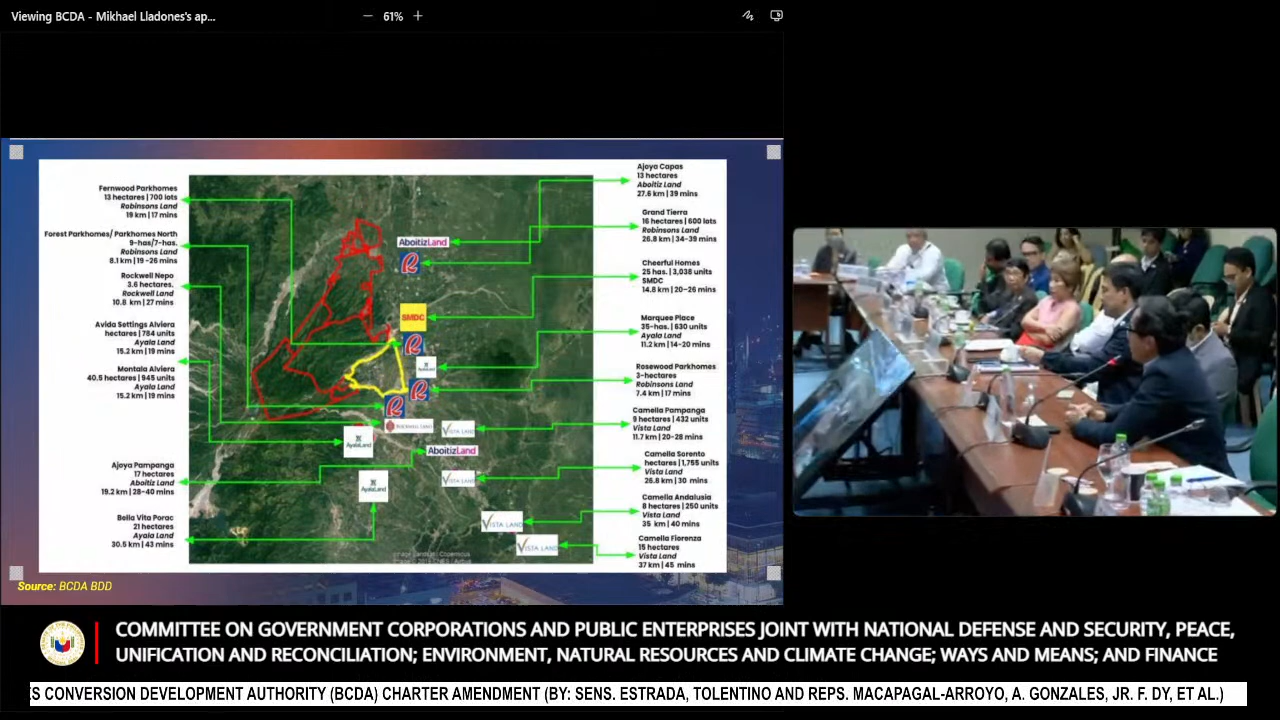 Viewing BCDA - Mikhael Lladones's ap...
61%
Fernwood Parkhomes
13 hectares | 700 lots
Robinsons Land
19 km | 17 mins
Forest Parkhomes/ Parkhomes North
9-has/7-has.
Robinsons Land
8.1 km | 19 -26 mins
Rockwell Nepo
3.6 hectares.
Rockwell Land
10.8 km | 27 mins
Avida Settings Alviera
hectares | 784 units
Ayala Land
15.2 km | 19 mins
Montala Alviera
40.5 hectares | 945 units
Ayala Land
15.2 km | 19 mins
Ajoya Pampanga
17 hectares
Aboitiz Land
19.2 km | 28-40 mins
Bella Vita Porac
21 hectares
Ayala Land
30.5 km | 43 mins
AboitizLand
SMDC
ROCKWELL LAND
VISTA LAND
AyalaLand
AboitizLand
VISTA LAND
AyalaLand
VISTA LAND
VISTA LAND
Image Landsat / Copernicus
Ajoya Capas
13 hectares
Aboitiz Land
27.6 km | 39 mins
Grand Tierra
16 hectares | 600 lots
Robinsons Land
26.8 km | 34-39 mins
Cheerful Homes
25 has. | 3,038 units
SMDC
14.8 km | 20-26 mins
Marquee Place
35-has. | 630 units
Ayala Land
11.2 km | 14-20 mins
Rosewood Parkhomes
3-hectares
Robinsons Land
7.4 km | 17 mins
Camella Pampanga
9 hectares | 432 units
Vista Land
11.7 km | 20-28 mins
Camella Sorento
hectares | 1,755 units
Vista Land
26.8 km | 30 mins
Camella Andalusia
8 hectares | 250 units
Vista Land
35 km | 40 mins
Camella Fiorenza
15 hectares
Vista Land
37 km | 45 mins
Source: BCDA BDD
COMMITTEE ON GOVERNMENT CORPORATIONS AND PUBLIC ENTERPRISES JOINT WITH NATIONAL DEFENSE AND SECURITY, PEACE,
UNIFICATION AND RECONCILIATION; ENVIRONMENT, NATURAL RESOURCES AND CLIMATE CHANGE; WAYS AND MEANS; AND FINANCE
ES CONVERSION DEVELOPMENT AUTHORITY (BCDA) CHARTER AMENDMENT (BY: SENS. ESTRADA, TOLENTINO AND REPS. MACAPAGAL-ARROYO, A. GONZALES, JR. F. DY, ET AL.)